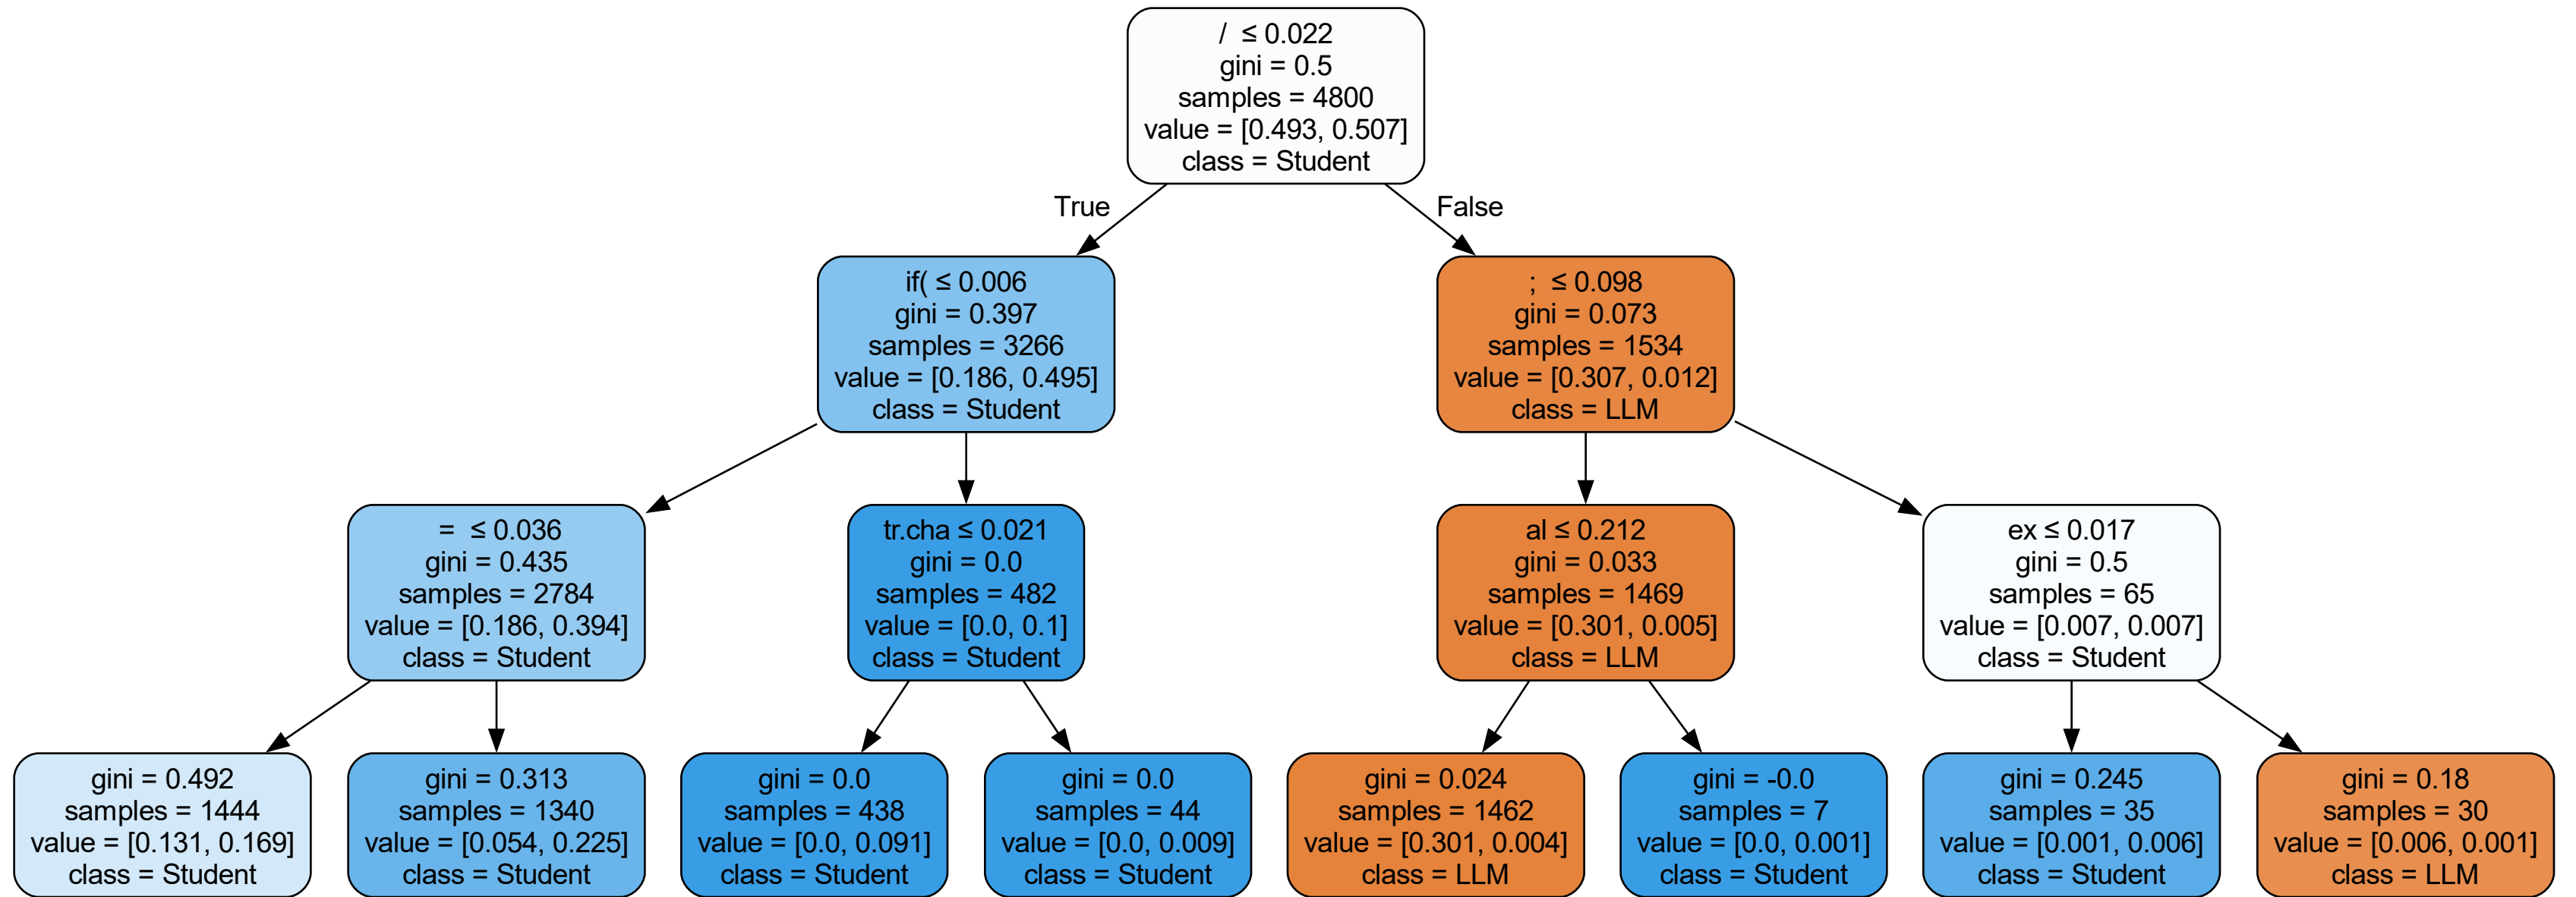 /  ≤ 0.022
gini = 0.5
samples = 4800
value = [0.493, 0.507]
class = Student
True
False
if( ≤ 0.006
gini = 0.397
samples = 3266
value = [0.186, 0.495]
class = Student
;  ≤ 0.098
gini = 0.073
samples = 1534
value = [0.307, 0.012]
class = LLM
=  ≤ 0.036
gini = 0.435
samples = 2784
value = [0.186, 0.394]
class = Student
tr.cha ≤ 0.021
gini = 0.0
samples = 482
value = [0.0, 0.1]
class = Student
al ≤ 0.212
gini = 0.033
samples = 1469
value = [0.301, 0.005]
class = LLM
ex ≤ 0.017
gini = 0.5
samples = 65
value = [0.007, 0.007]
class = Student
gini = 0.492
samples = 1444
value = [0.131, 0.169]
class = Student
gini = 0.313
samples = 1340
value = [0.054, 0.225]
class = Student
gini = 0.0
samples = 438
value = [0.0, 0.091]
class = Student
gini = 0.0
samples = 44
value = [0.0, 0.009]
class = Student
gini = 0.024
samples = 1462
value = [0.301, 0.004]
class = LLM
gini = -0.0
samples = 7
value = [0.0, 0.001]
class = Student
gini = 0.245
samples = 35
value = [0.001, 0.006]
class = Student
gini = 0.18
samples = 30
value = [0.006, 0.001]
class = LLM